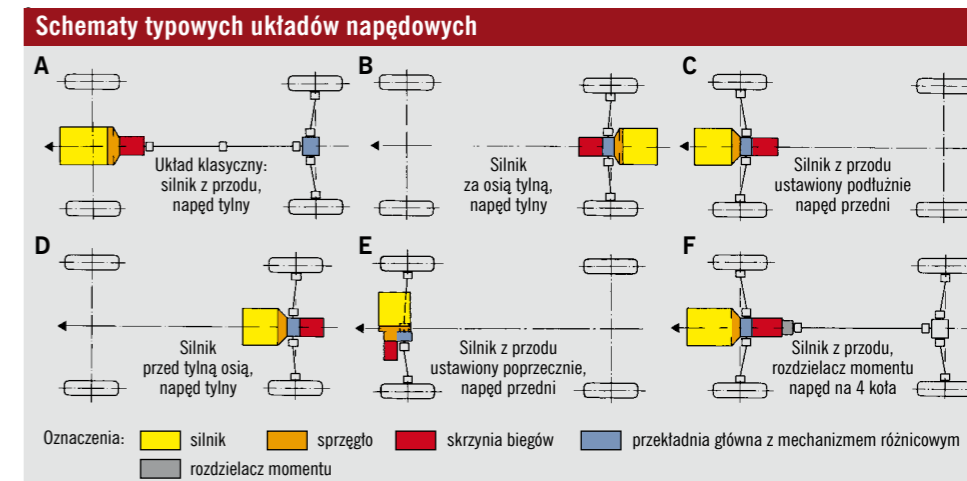 Schematy typowych układów napędowych
A
Układ klasyczny:
silnik z przodu,
napęd tylny
B
Silnik
za osią tylną,
napęd tylny
C
Silnik z przodu
ustawiony podłużnie
napęd przedni
D
Silnik
przed tylną osią,
napęd tylny
E
Silnik z przodu
ustawiony poprzecznie,
napęd przedni
F
Silnik z przodu,
rozdzielacz momentu
napęd na 4 koła
Oznaczenia: silnik sprzęgło skrzynia biegów przekładnia główna z mechanizmem różnicowym
rozdzielacz momentu